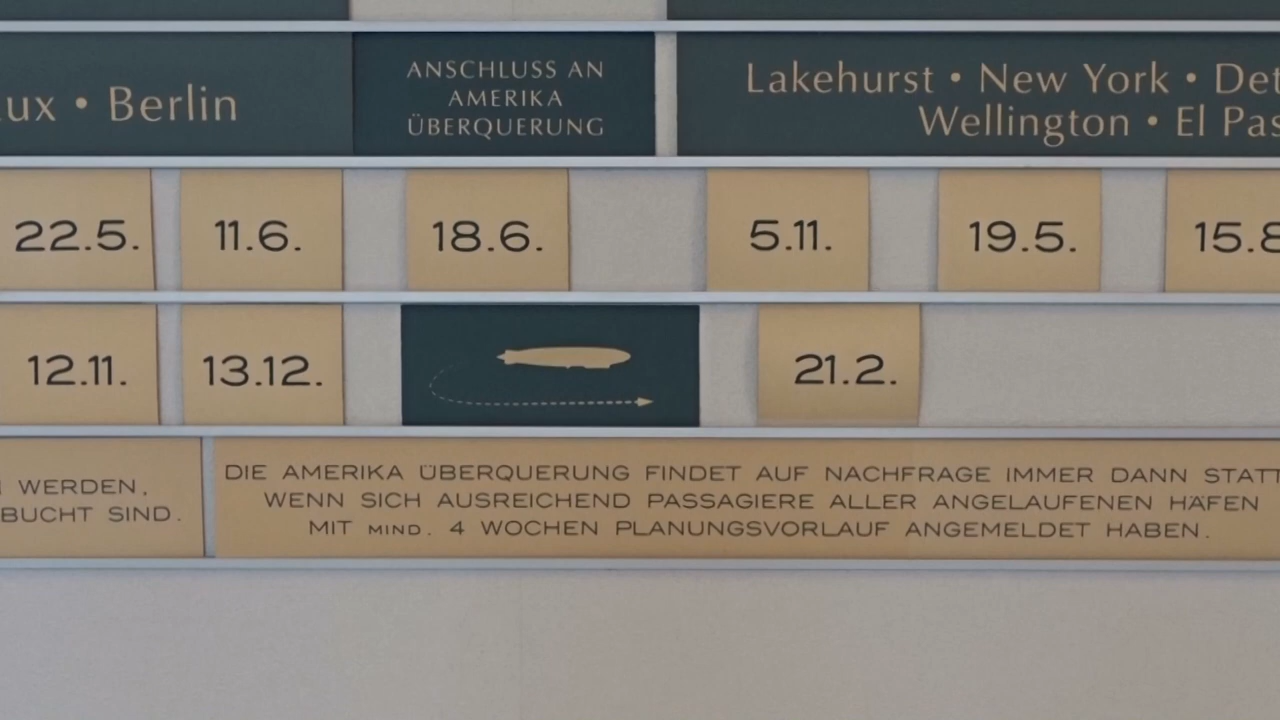 • Berlin
ANSCHLUSS AN
AMERIKA
ÜBERQUERUNG
Lakehurst • New York •
Wellington • El
22.5. 11.6. 18.6. 5.11. 19.5.
12.11. 13.12. 21.2.
WERDEN,
BUCHT SIND.
DIE AMERIKA ÜBERQUERUNG FINDET AUF NACHFRAGE IMMER DANN STATT
WENN SICH AUSREICHEND PASSAGIERE ALLER ANGELAUFENEN HÄFEN
MIT MIND. 4 WOCHEN PLANUNGSVORLAUF ANGEMELDET HABEN.